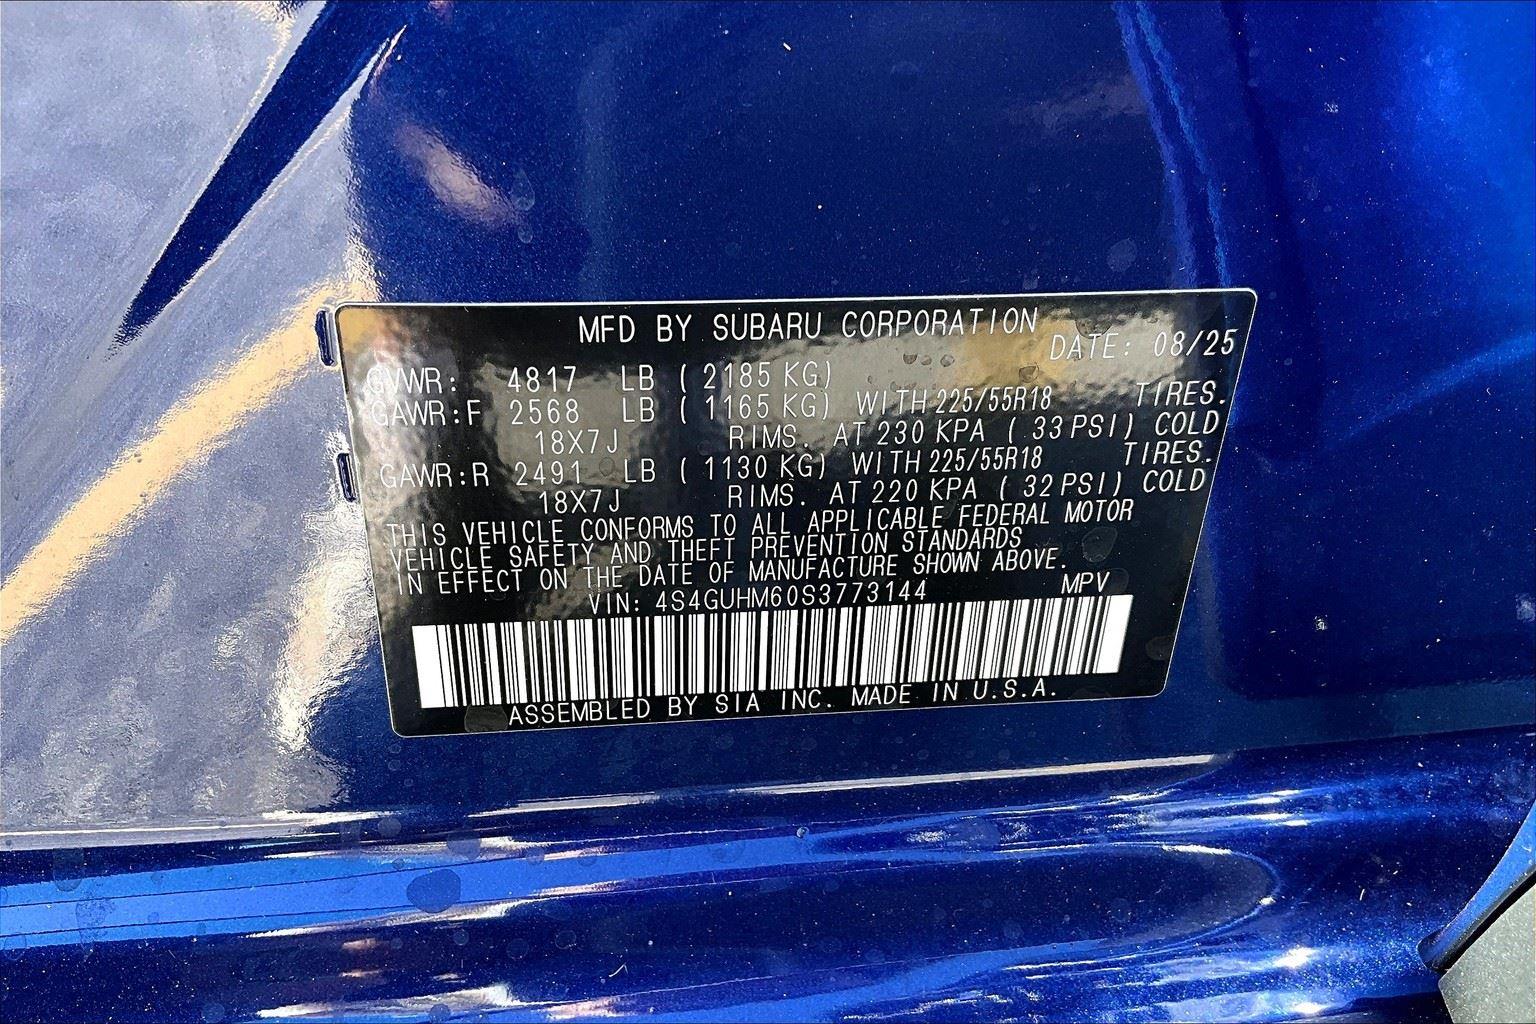 MFD BY SUBARU CORPORATION
DATE: 08/25
GVWR: 4817 LB ( 2185 KG)
GAWR:F 2568 LB ( 1165 KG) WITH 225/55R18 TIRES.
18X7J RIMS. AT 230 KPA ( 33 PSI) COLD
GAWR:R 2491 LB ( 1130 KG) WITH 225/55R18 TIRES.
18X7J RIMS. AT 220 KPA ( 32 PSI) COLD
THIS VEHICLE CONFORMS TO ALL APPLICABLE FEDERAL MOTOR
VEHICLE SAFETY AND THEFT PREVENTION STANDARDS
IN EFFECT ON THE DATE OF MANUFACTURE SHOWN ABOVE.
VIN: 4S4GUHM60S3773144 MPV
ASSEMBLED BY SIA INC. MADE IN U.S.A.